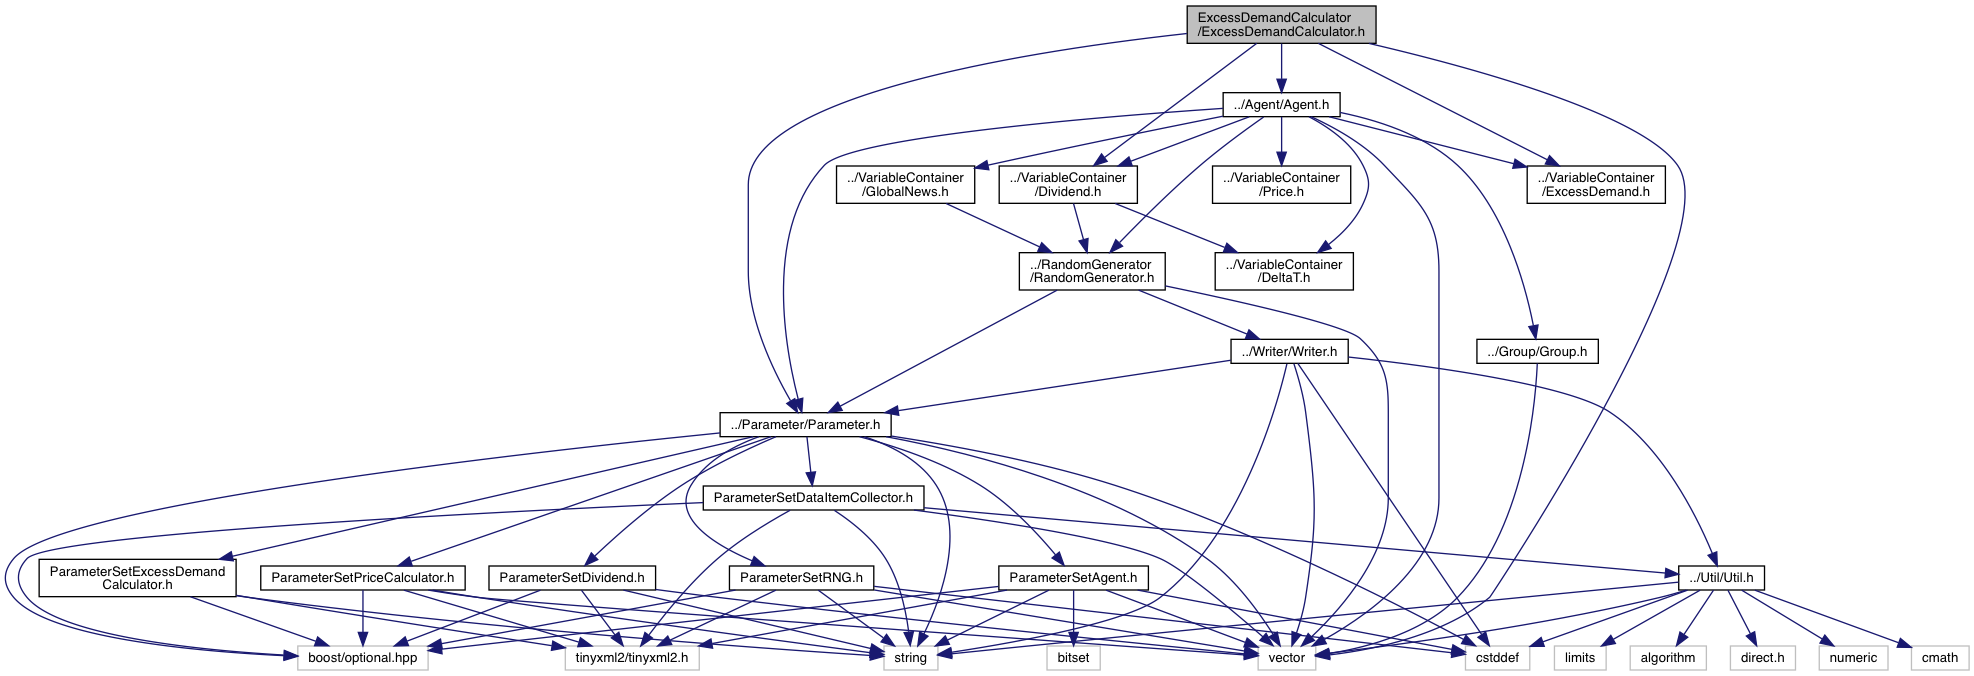 ExcessDemandCalculator
/ExcessDemandCalculator.h
../Agent/Agent.h
../VariableContainer
/GlobalNews.h
../VariableContainer
/Dividend.h
../VariableContainer
/Price.h
../VariableContainer
/ExcessDemand.h
../RandomGenerator
/RandomGenerator.h
../VariableContainer
/DeltaT.h
../Writer/Writer.h
../Group/Group.h
../Parameter/Parameter.h
ParameterSetDataItemCollector.h
ParameterSetExcessDemand
Calculator.h
ParameterSetPriceCalculator.h
ParameterSetDividend.h
ParameterSetRNG.h
ParameterSetAgent.h
../Util/Util.h
boost/optional.hpp
tinyxml2/tinyxml2.h
string
bitset
vector
cstddef
limits
algorithm
direct.h
numeric
cmath